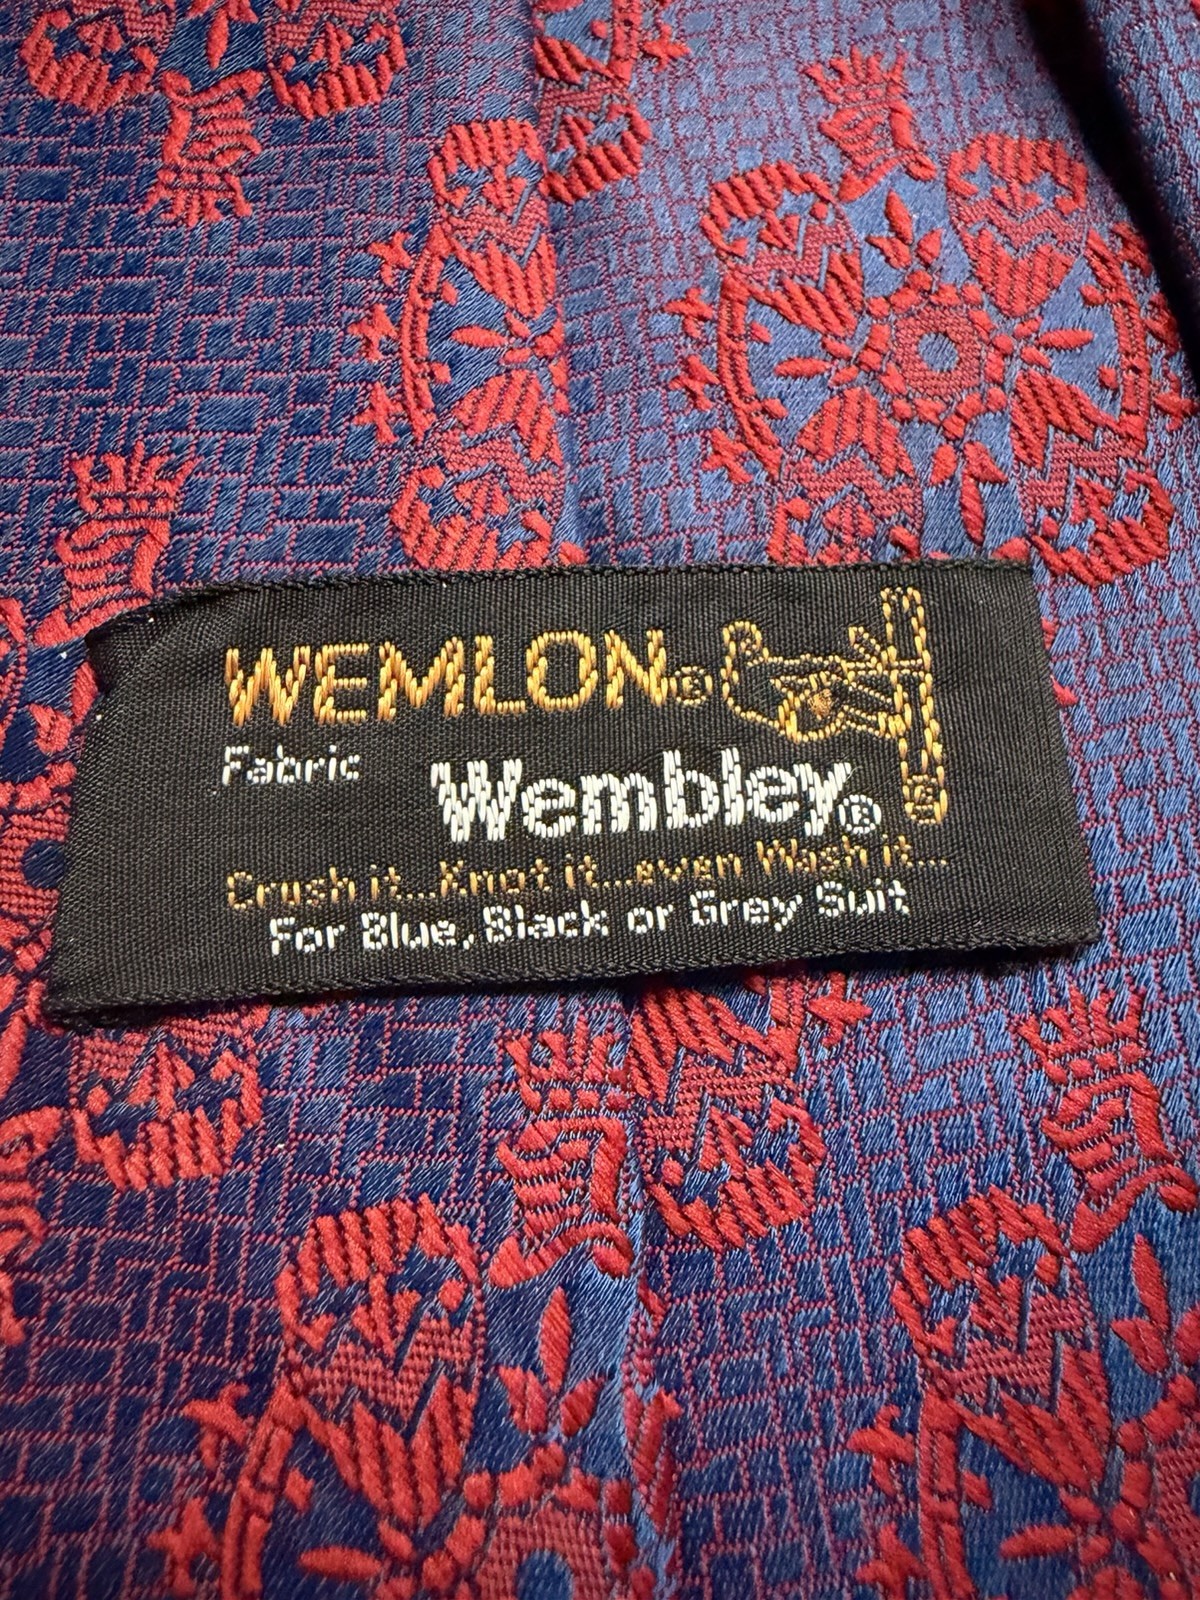 WEMLON®
Fabric
Wembley®
Crush it...Knot it...even Wash it...
For Blue, Black or Grey Suit